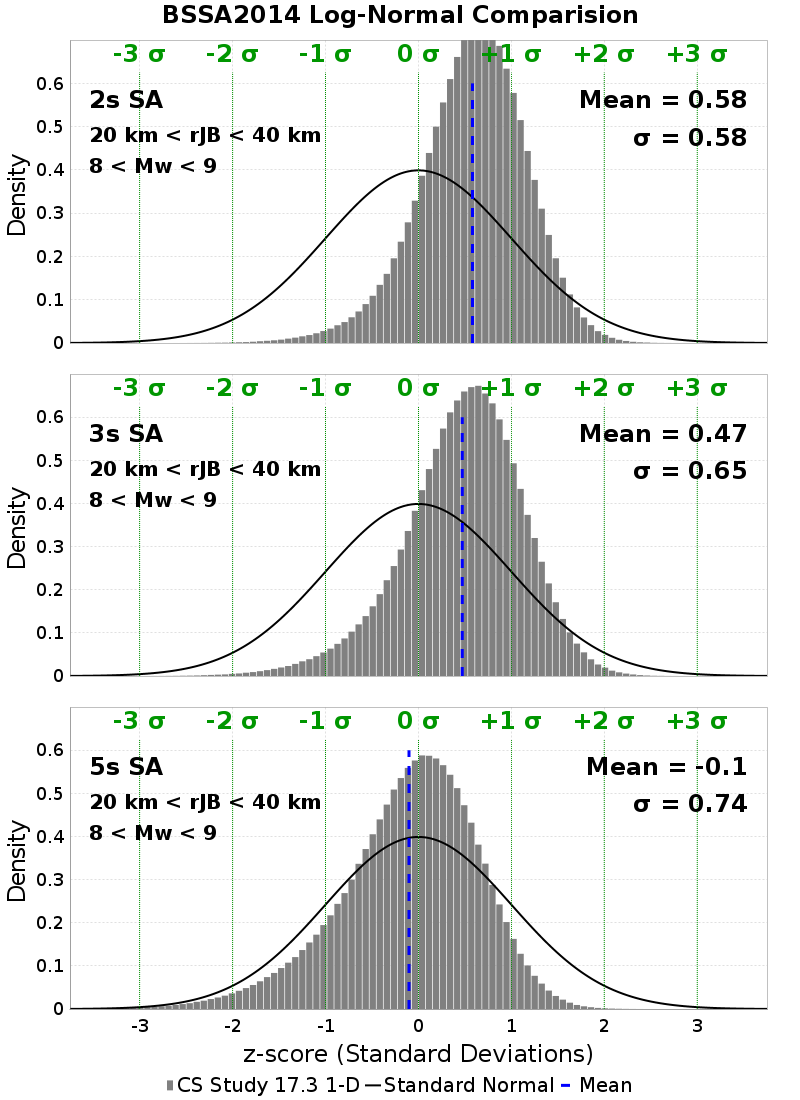 BSSA2014 Log-Normal Comparision
-3 σ -2 σ -1 σ 0 σ +1 σ +2 σ +3 σ
2s SA
20 km < rJB < 40 km
8 < Mw < 9
Mean = 0.58
σ = 0.58
Density
0.6
0.5
0.4
0.3
0.2
0.1
0
-3 σ -2 σ -1 σ 0 σ +1 σ +2 σ +3 σ
3s SA
20 km < rJB < 40 km
8 < Mw < 9
Mean = 0.47
σ = 0.65
Density
0.6
0.5
0.4
0.3
0.2
0.1
0
-3 σ -2 σ -1 σ 0 σ +1 σ +2 σ +3 σ
5s SA
20 km < rJB < 40 km
8 < Mw < 9
Mean = -0.1
σ = 0.74
Density
0.6
0.5
0.4
0.3
0.2
0.1
0
-3 -2 -1 0 1 2 3
z-score (Standard Deviations)
CS Study 17.3 1-D Standard Normal Mean